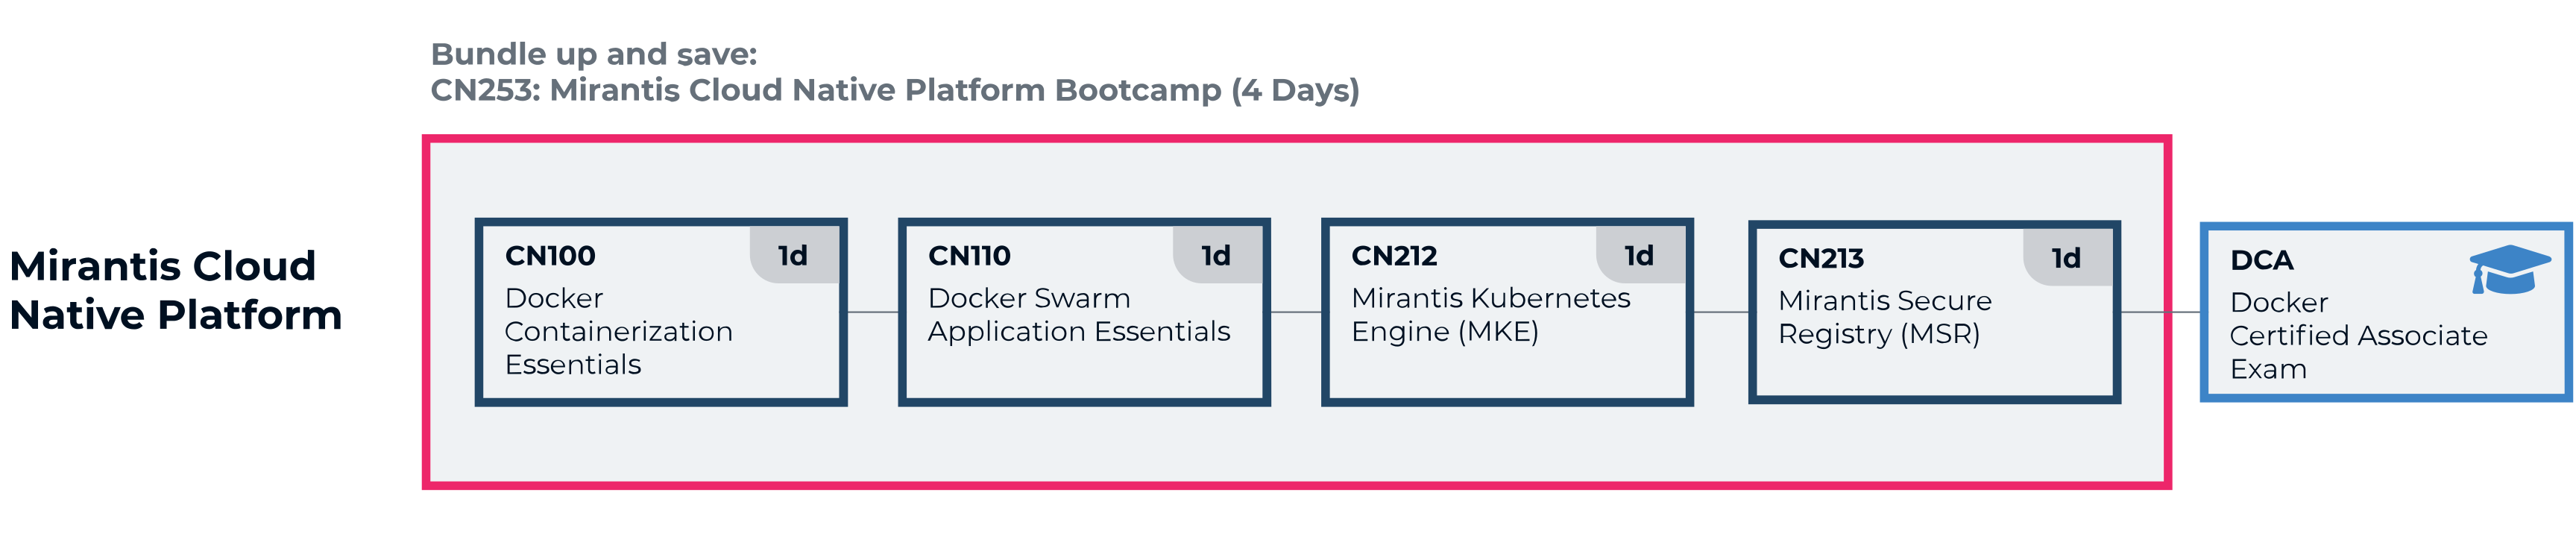 Bundle up and save:
CN253: Mirantis Cloud Native Platform Bootcamp (4 Days)
Mirantis Cloud
Native Platform
CN100
1d
Docker
Containerization
Essentials
CN110
1d
Docker Swarm
Application Essentials
CN212
1d
Mirantis Kubernetes
Engine (MKE)
CN213
1d
Mirantis Secure
Registry (MSR)
DCA
Docker
Certified Associate
Exam